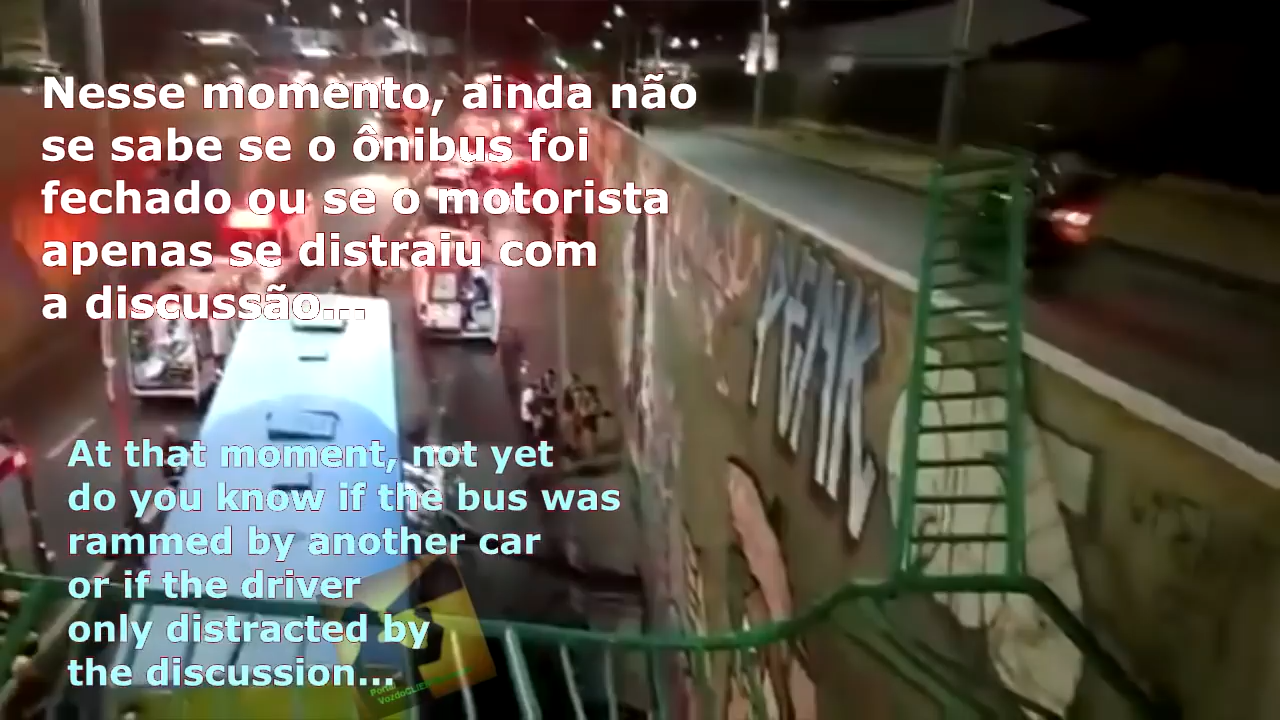 Nesse momento, ainda não
se sabe se o ônibus foi
fechado ou se o motorista
apenas se distraiu com
a discussão...
At that moment, not yet
do you know if the bus was
rammed by another car
or if the driver
only distracted by
the discussion...
Portal